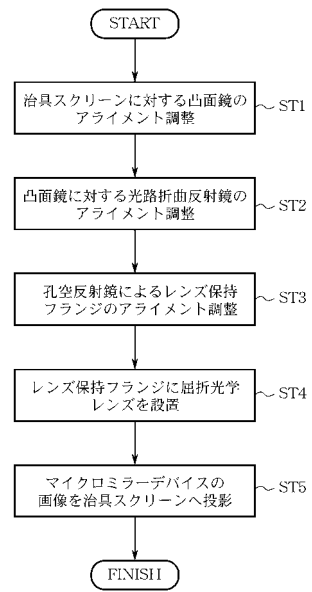 START
治具スクリーンに対する凸面鏡の
アライメント調整
ST1
凸面鏡に対する光路折曲反射鏡の
アライメント調整
ST2
孔空反射鏡によるレンズ保持
フランジのアライメント調整
ST3
レンズ保持フランジに屈折光学
レンズを設置
ST4
マイクロミラーデバイスの
画像を治具スクリーンへ投影
ST5
FINISH